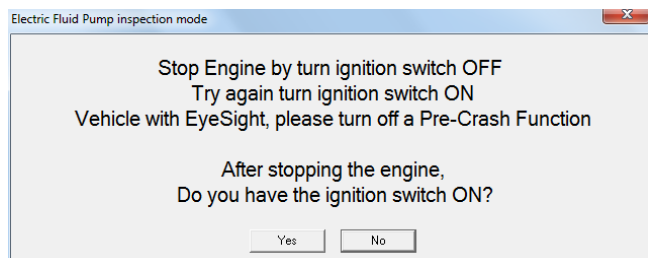 Electric Fluid Pump inspection mode
Stop Engine by turn ignition switch OFF
Try again turn ignition switch ON
Vehicle with EyeSight, please turn off a Pre-Crash Function
After stopping the engine,
Do you have the ignition switch ON?
Yes No